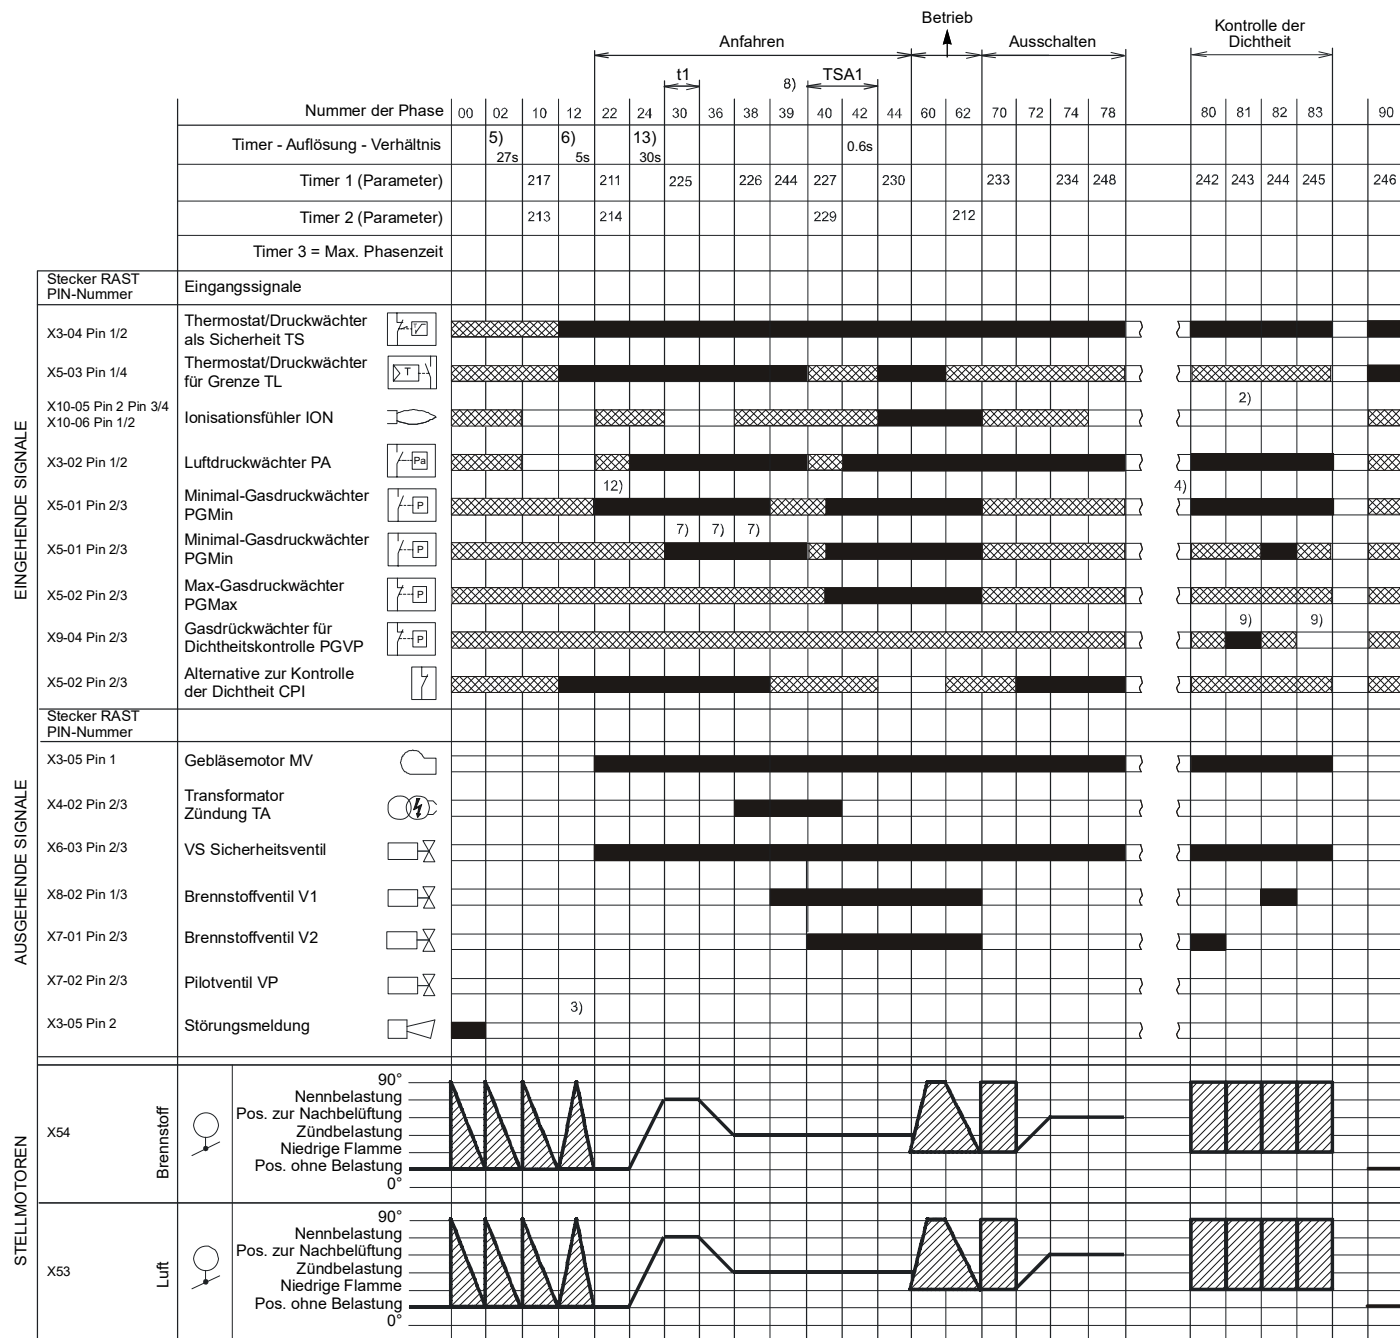 Betrieb
Anfahren
Ausschalten
Kontrolle der
Dichtheit
t1
8)
TSA1
Nummer der Phase 00 02 10 12 22 24 30 36 38 39 40 42 44 60 62 70 72 74 78 80 81 82 83 90
Timer - Auflösung - Verhältnis 5) 27s 6) 5s 13) 30s 0.6s
Timer 1 (Parameter) 217 211 225 226 244 227 230 233 234 248 242 243 244 245 246
Timer 2 (Parameter) 213 214 229 212
Timer 3 = Max. Phasenzeit
EINGEHENDE SIGNALE
Stecker RAST
PIN-Nummer
Eingangssignale
X3-04 Pin 1/2
Thermostat/Druckwächter
als Sicherheit TS
X5-03 Pin 1/4
Thermostat/Druckwächter
für Grenze TL
T
2)
X10-05 Pin 2 Pin 3/4
X10-06 Pin 1/2
Ionisationsfühler ION
X3-02 Pin 1/2
Luftdruckwächter PA
Pa
12)
4)
X5-01 Pin 2/3
Minimal-Gasdruckwächter
PGMin
P
7) 7) 7)
X5-01 Pin 2/3
Minimal-Gasdruckwächter
PGMin
P
X5-02 Pin 2/3
Max-Gasdruckwächter
PGMax
P
9) 9)
X9-04 Pin 2/3
Gasdrückwächter für
Dichtheitskontrolle PGVP
P
X5-02 Pin 2/3
Alternative zur Kontrolle
der Dichtheit CPI
AUSGEHENDE SIGNALE
Stecker RAST
PIN-Nummer
X3-05 Pin 1
Gebläsemotor MV
X4-02 Pin 2/3
Transformator
Zündung TA
X6-03 Pin 2/3
VS Sicherheitsventil
X8-02 Pin 1/3
Brennstoffventil V1
X7-01 Pin 2/3
Brennstoffventil V2
X7-02 Pin 2/3
Pilotventil VP
3)
X3-05 Pin 2
Störungsmeldung
STELLMOTOREN
X54
Brennstoff
90°
Nennbelastung
Pos. zur Nachbelüftung
Zündbelastung
Niedrige Flamme
Pos. ohne Belastung
0°
X53
Luft
90°
Nennbelastung
Pos. zur Nachbelüftung
Zündbelastung
Niedrige Flamme
Pos. ohne Belastung
0°